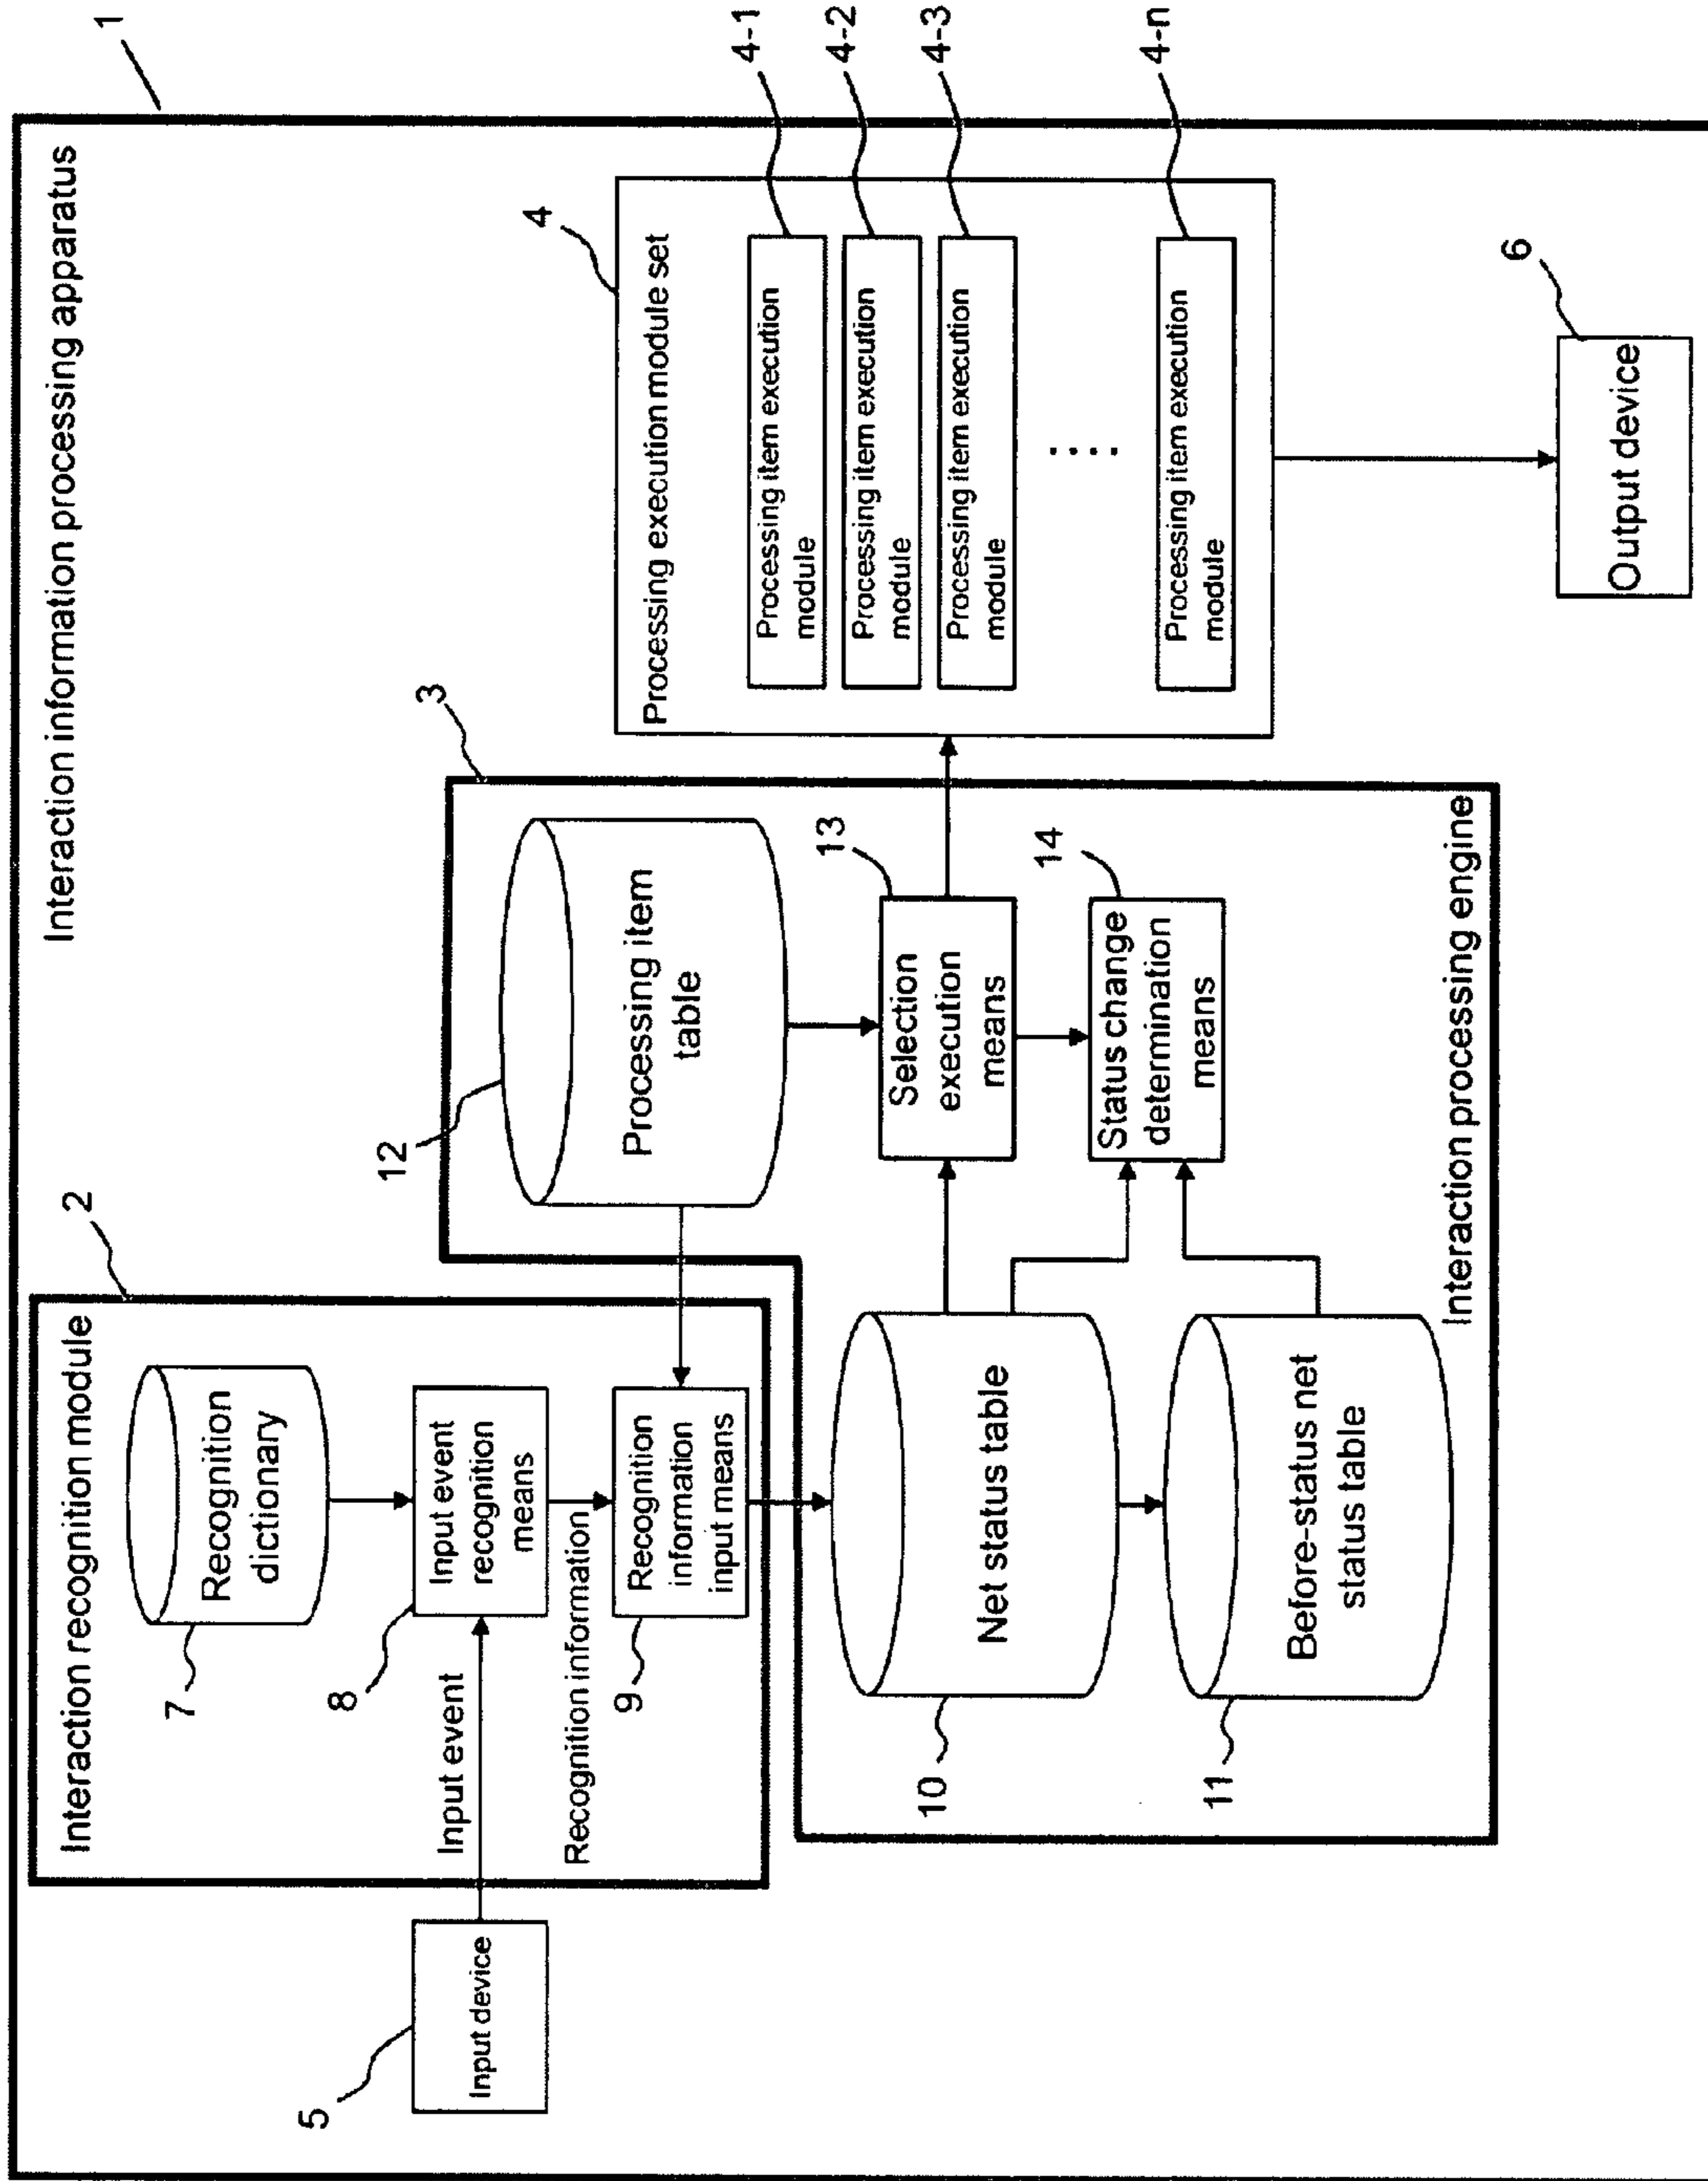 1
Interaction information processing apparatus
2
Interaction recognition module
7
Recognition
dictionary
5
Input device
Input event
8
Input event
recognition
means
Recognition information
9
Recognition
information
input means
3
12
Processing item
table
10
Net status table
11
Before-status net
status table
13
Selection
execution
means
14
Status change
determination
means
Interaction processing engine
4
Processing execution module set
Processing item execution
module
4-1
Processing item execution
module
4-2
Processing item execution
module
4-3
....
Processing item execution
module
4-n
6
Output device